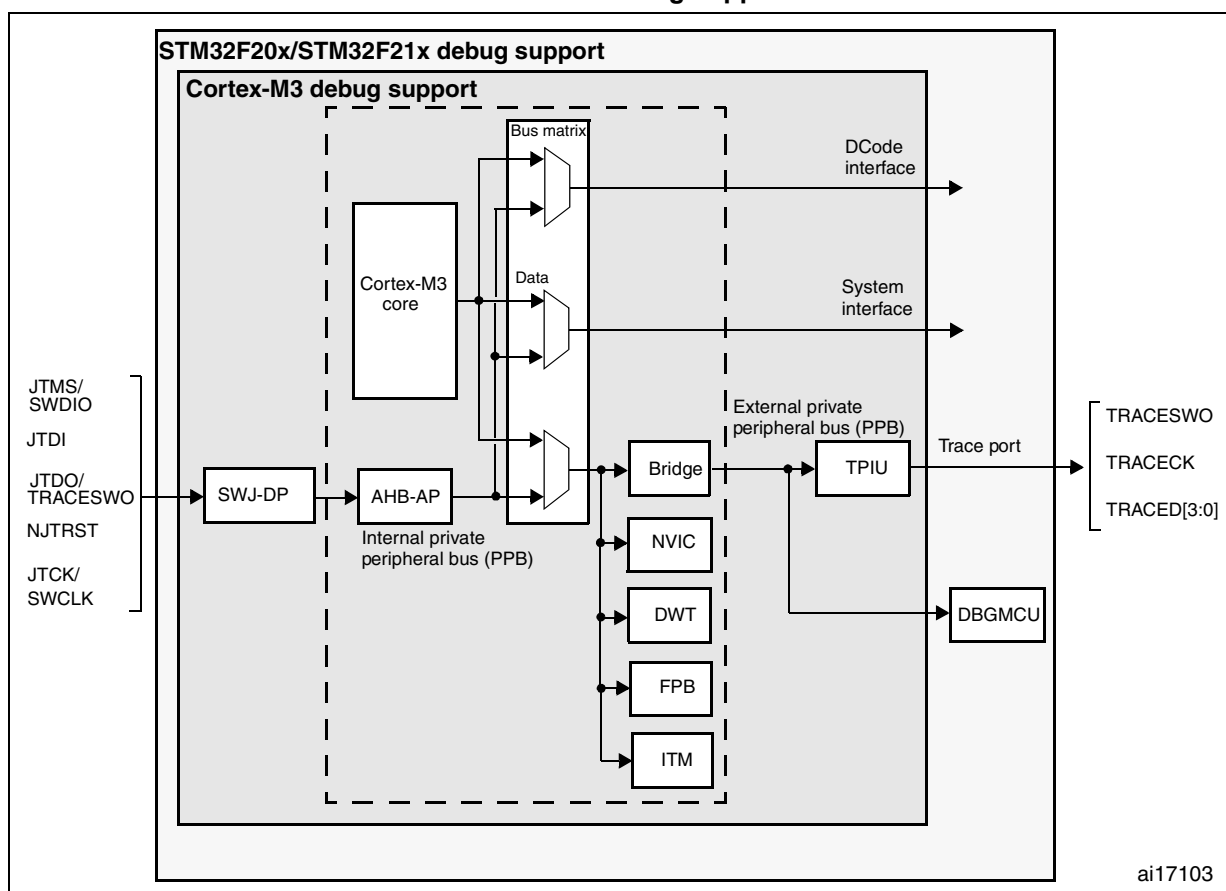 STM32F20x/STM32F21x debug support
Cortex-M3 debug support
Bus matrix
DCode
interface
Cortex-M3
core
Data
System
interface
JTMS/
SWDIO
JTDI
JTDO/
TRACESWO
NJTRST
JTCK/
SWCLK
SWJ-DP
AHB-AP
Internal private
peripheral bus (PPB)
External private
peripheral bus (PPB)
Bridge
TPIU
Trace port
TRACESWO
TRACECK
TRACED[3:0]
NVIC
DWT
FPB
ITM
DBGMCU
ai17103